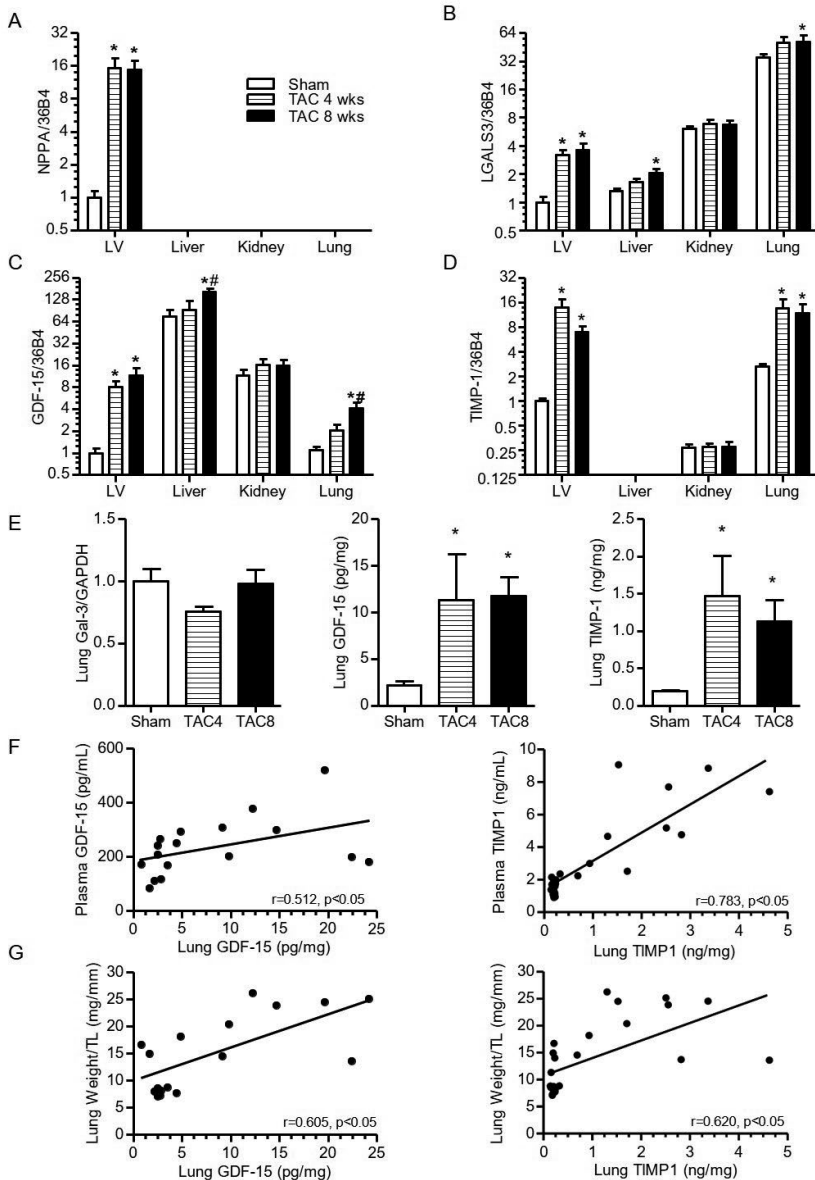 A
NPPA/36B4
32
16
8
4
2
1
0.5
* *
Sham
TAC 4 wks
TAC 8 wks
LV Liver Kidney Lung
B
LGALS3/36B4
64
32
16
8
4
2
1
0.5
* * * *
LV Liver Kidney Lung
C
GDF-15/36B4
256
128
64
32
16
8
4
2
1
0.5
* * *# *#
LV Liver Kidney Lung
D
TIMP-1/36B4
32
16
8
4
2
1
0.5
0.25
0.125
* * * *
LV Liver Kidney Lung
E
Lung Gal-3/GAPDH
1.5
1.0
0.5
0.0
Sham TAC4 TAC8
Lung GDF-15 (pg/mg)
20
15
10
5
0
* *
Sham TAC4 TAC8
Lung TIMP-1 (ng/mg)
2.5
2.0
1.5
1.0
0.5
0.0
* *
Sham TAC4 TAC8
F
Plasma GDF-15 (pg/mL)
600
400
200
0
r=0.512, p<0.05
0 5 10 15 20 25
Lung GDF-15 (pg/mg)
Plasma TIMP1 (ng/mL)
10
8
6
4
2
0
r=0.783, p<0.05
0 1 2 3 4 5
Lung TIMP1 (ng/mg)
G
Lung Weight/TL (mg/mm)
30
25
20
15
10
5
0
r=0.605, p<0.05
0 5 10 15 20 25
Lung GDF-15 (pg/mg)
Lung Weight/TL (mg/mm)
30
25
20
15
10
5
0
r=0.620, p<0.05
0 1 2 3 4 5
Lung TIMP1 (ng/mg)